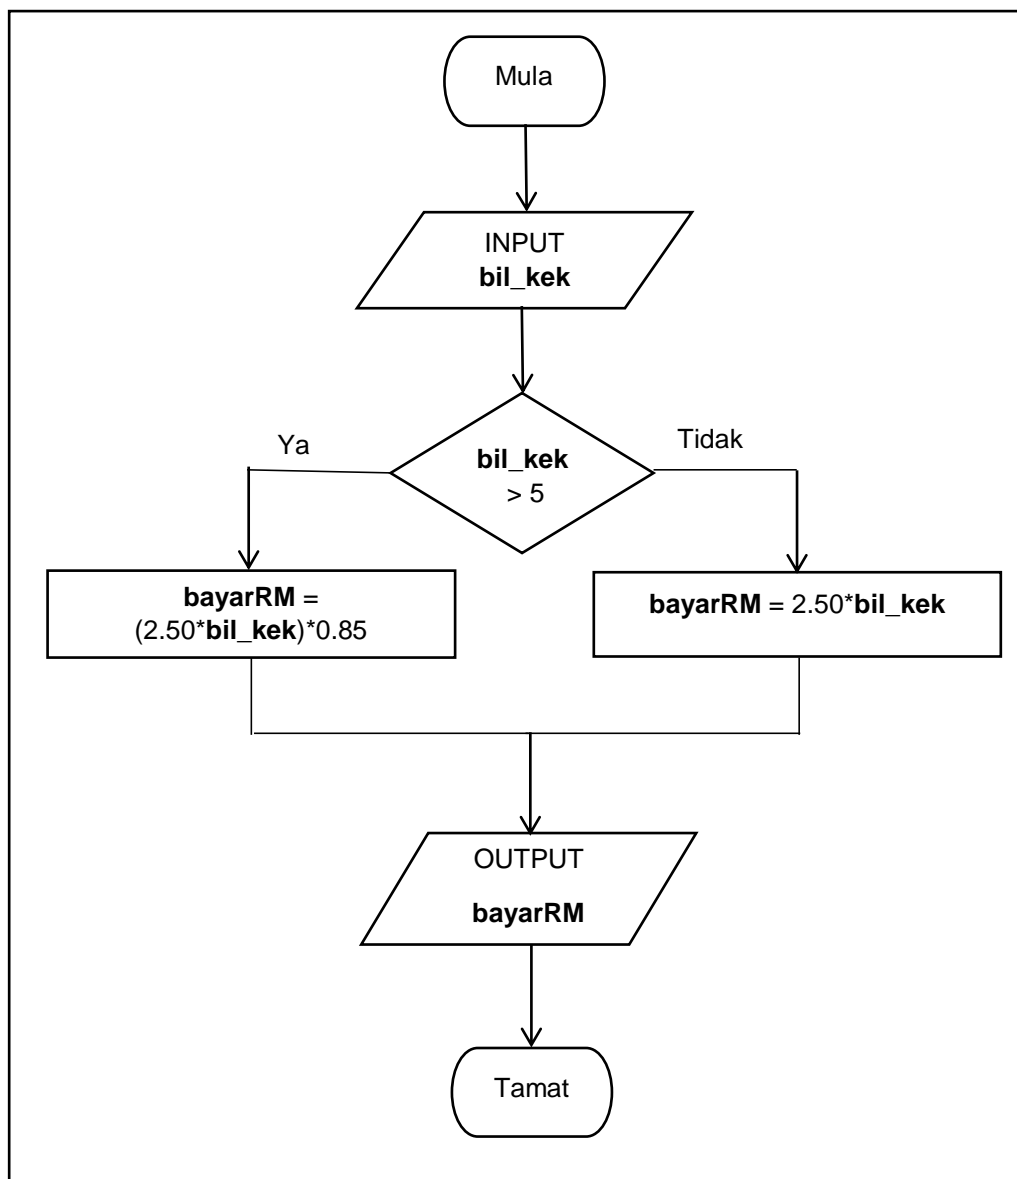 Mula
INPUT
bil_kek
Ya
Tidak
bil_kek
> 5
bayarRM =
(2.50*bil_kek)*0.85
bayarRM = 2.50*bil_kek
OUTPUT
bayarRM
Tamat